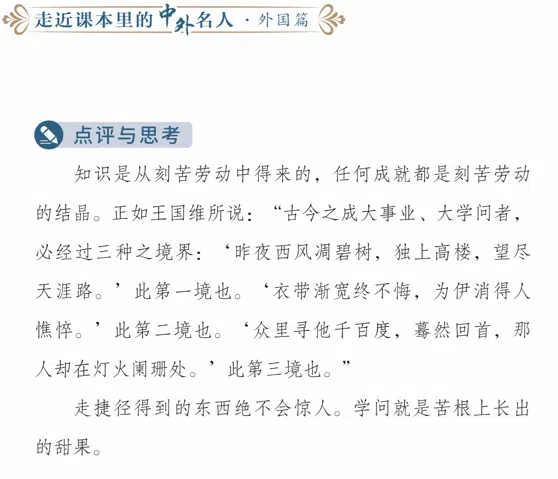 走近课本里的中外名人·外国篇
点评与思考
知识是从刻苦劳动中得来的，任何成就都是刻苦劳动
的结晶。正如王国维所说：“古今之成大事业、大学问者，
必经过三种之境界：‘昨夜西风凋碧树，独上高楼，望尽
天涯路。’此第一境也。‘衣带渐宽终不悔，为伊消得人
憔悴。’此第二境也。‘众里寻他千百度，蓦然回首，那
人却在灯火阑珊处。’此第三境也。”
走捷径得到的东西绝不会惊人。学问就是苦根上长出
的甜果。